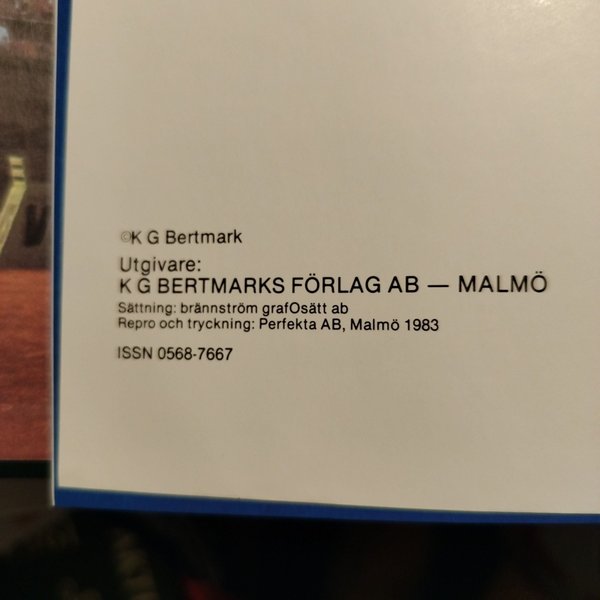 ©K G Bertmark
Utgivare:
K G BERTMARKS FÖRLAG AB — MALMÖ
Sättning: brännström grafOsätt ab
Repro och tryckning: Perfekta AB, Malmö 1983
ISSN 0568-7667